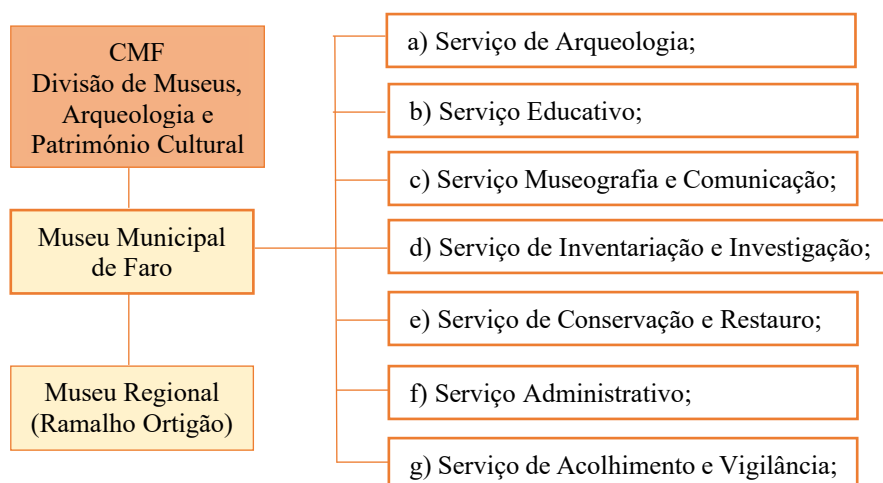 CMF
Divisão de Museus,
Arqueologia e
Património Cultural
Museu Municipal
de Faro
Museu Regional
(Ramalho Ortigão)
a) Serviço de Arqueologia;
b) Serviço Educativo;
c) Serviço Museografia e Comunicação;
d) Serviço de Inventariação e Investigação;
e) Serviço de Conservação e Restauro;
f) Serviço Administrativo;
g) Serviço de Acolhimento e Vigilância;